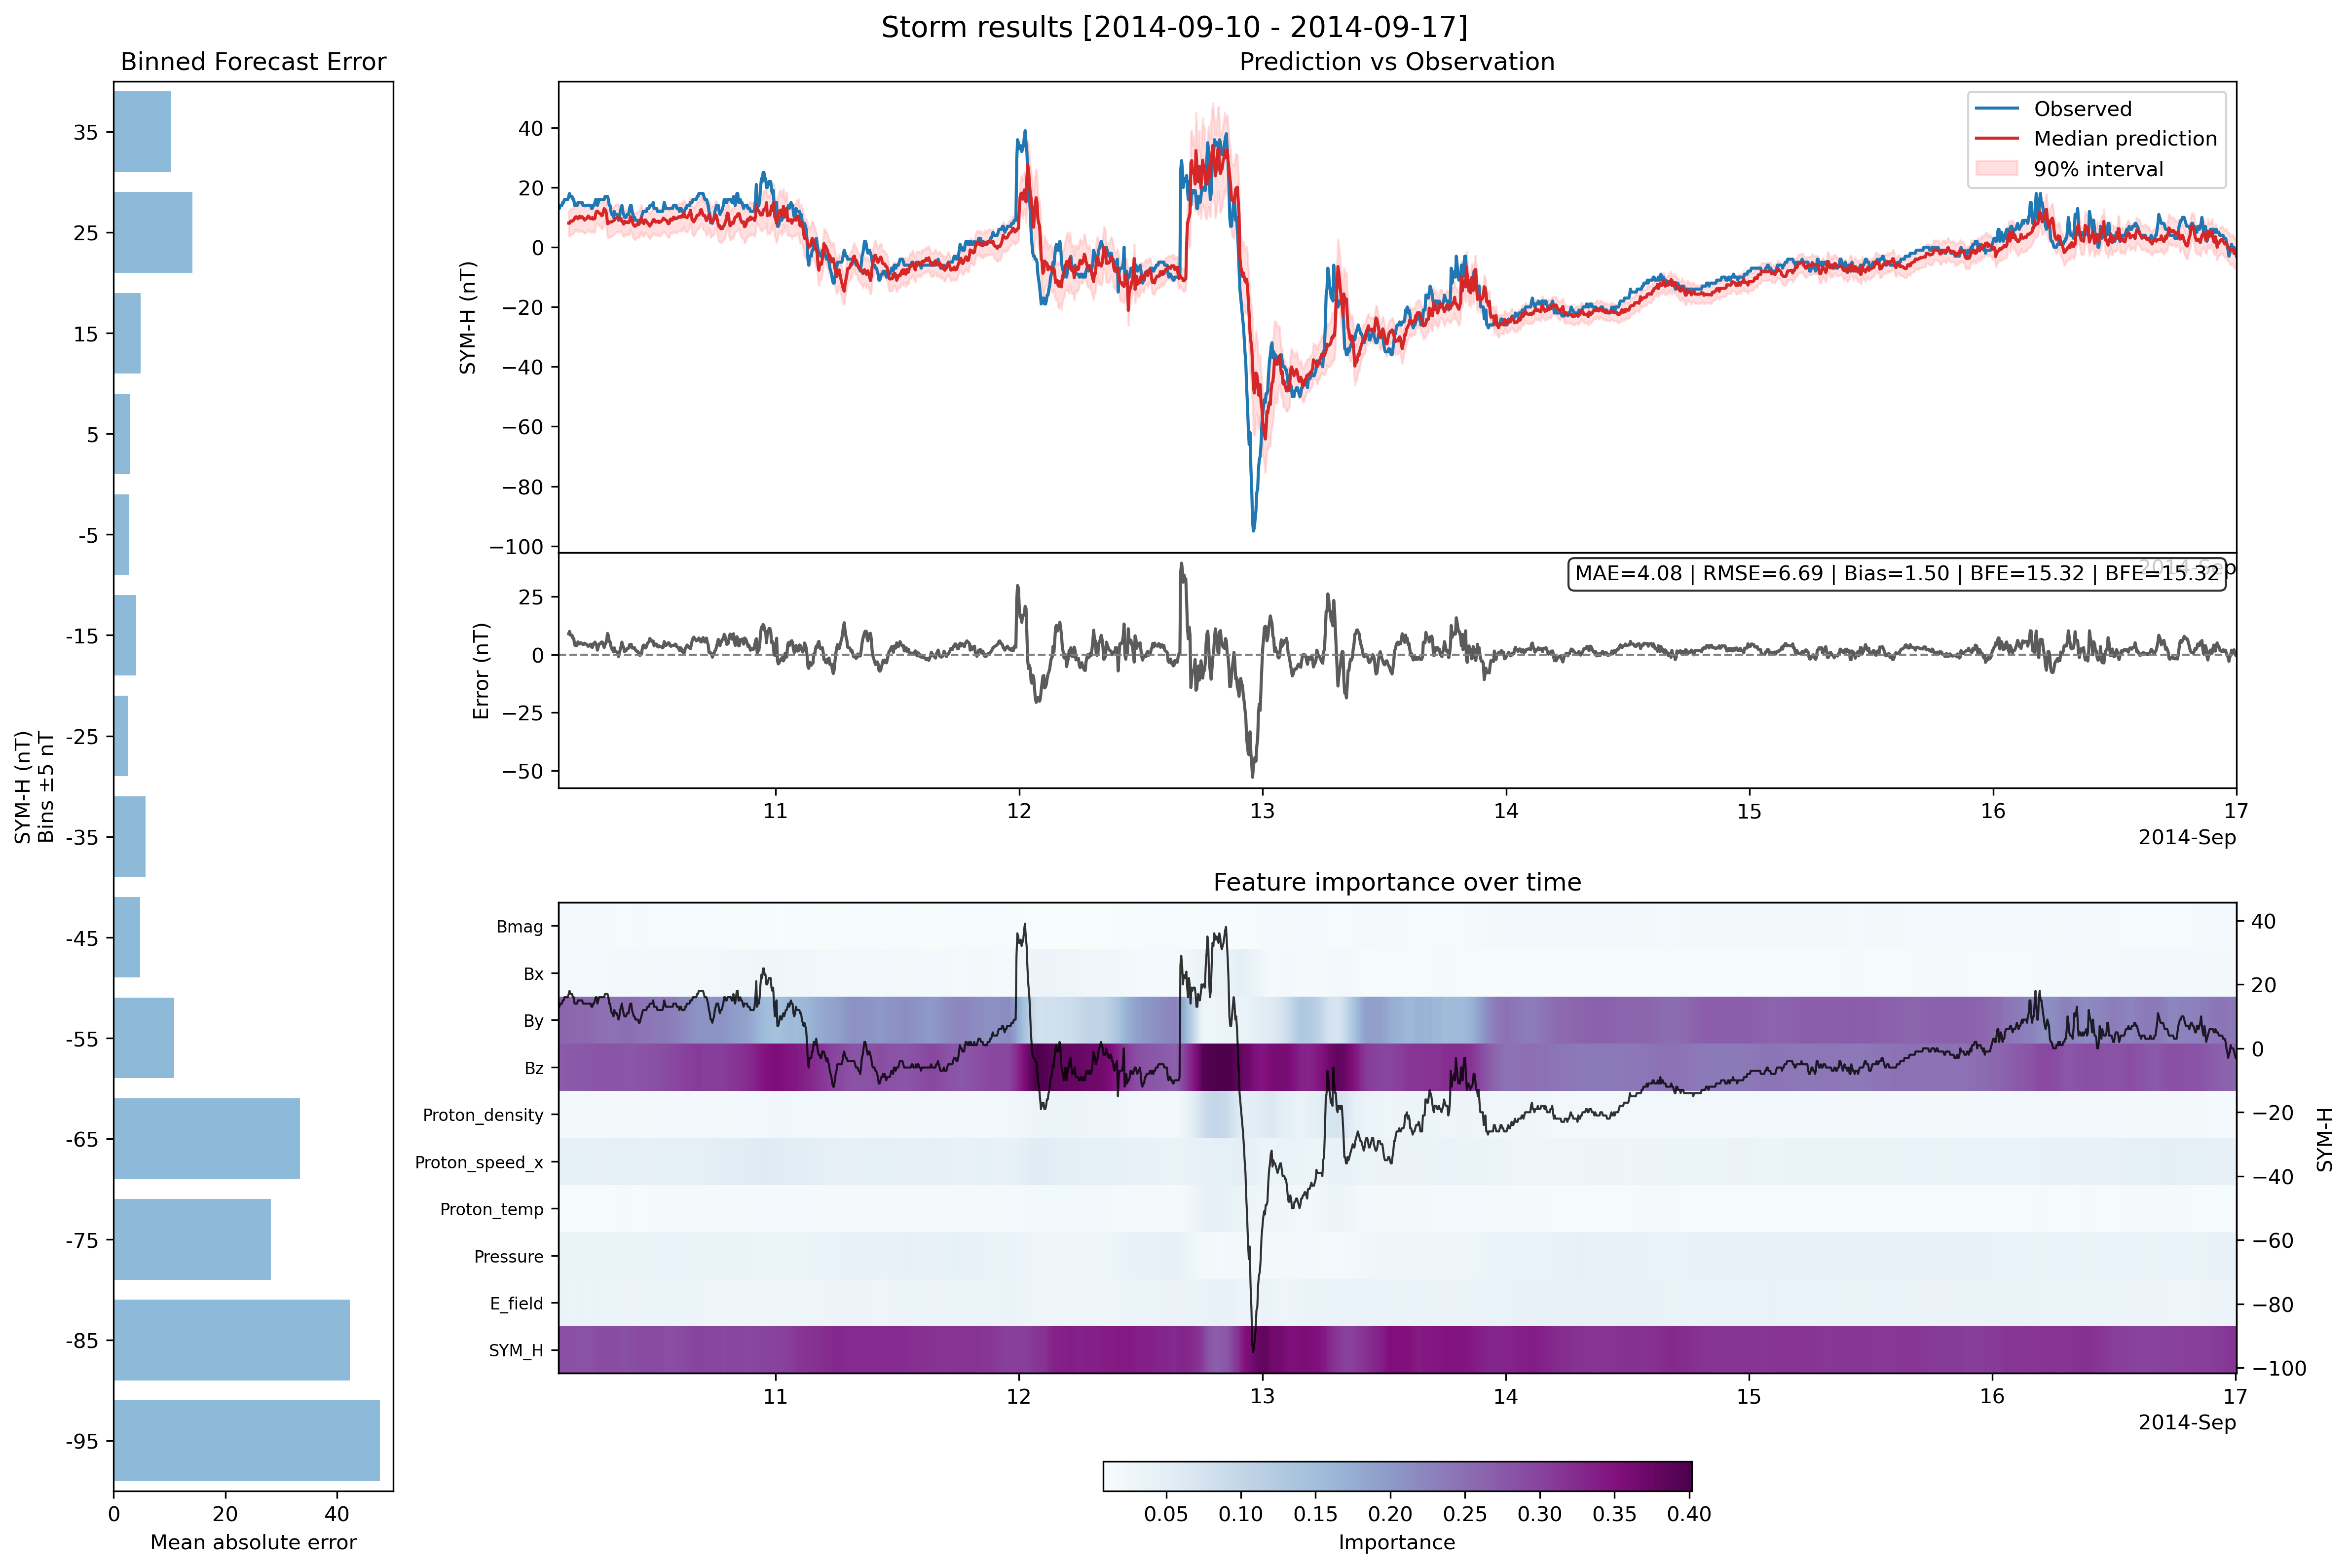 Storm results [2014-09-10 - 2014-09-17]
Binned Forecast Error
35
25
15
5
-5
-15
-25
-35
-45
-55
-65
-75
-85
-95
SYM-H (nT)
Bins ±5 nT
0 20 40
Mean absolute error
Prediction vs Observation
Observed
Median prediction
90% interval
40
20
0
−20
−40
−60
−80
−100
SYM-H (nT)
2014-Sep
MAE=4.08 | RMSE=6.69 | Bias=1.50 | BFE=15.32 | BFE=15.32
25
0
−25
−50
Error (nT)
11 12 13 14 15 16 17
2014-Sep
Feature importance over time
Bmag
Bx
By
Bz
Proton_density
Proton_speed_x
Proton_temp
Pressure
E_field
SYM_H
40
20
0
−20
−40
−60
−80
−100
SYM-H
11 12 13 14 15 16 17
2014-Sep
0.05 0.10 0.15 0.20 0.25 0.30 0.35 0.40
Importance